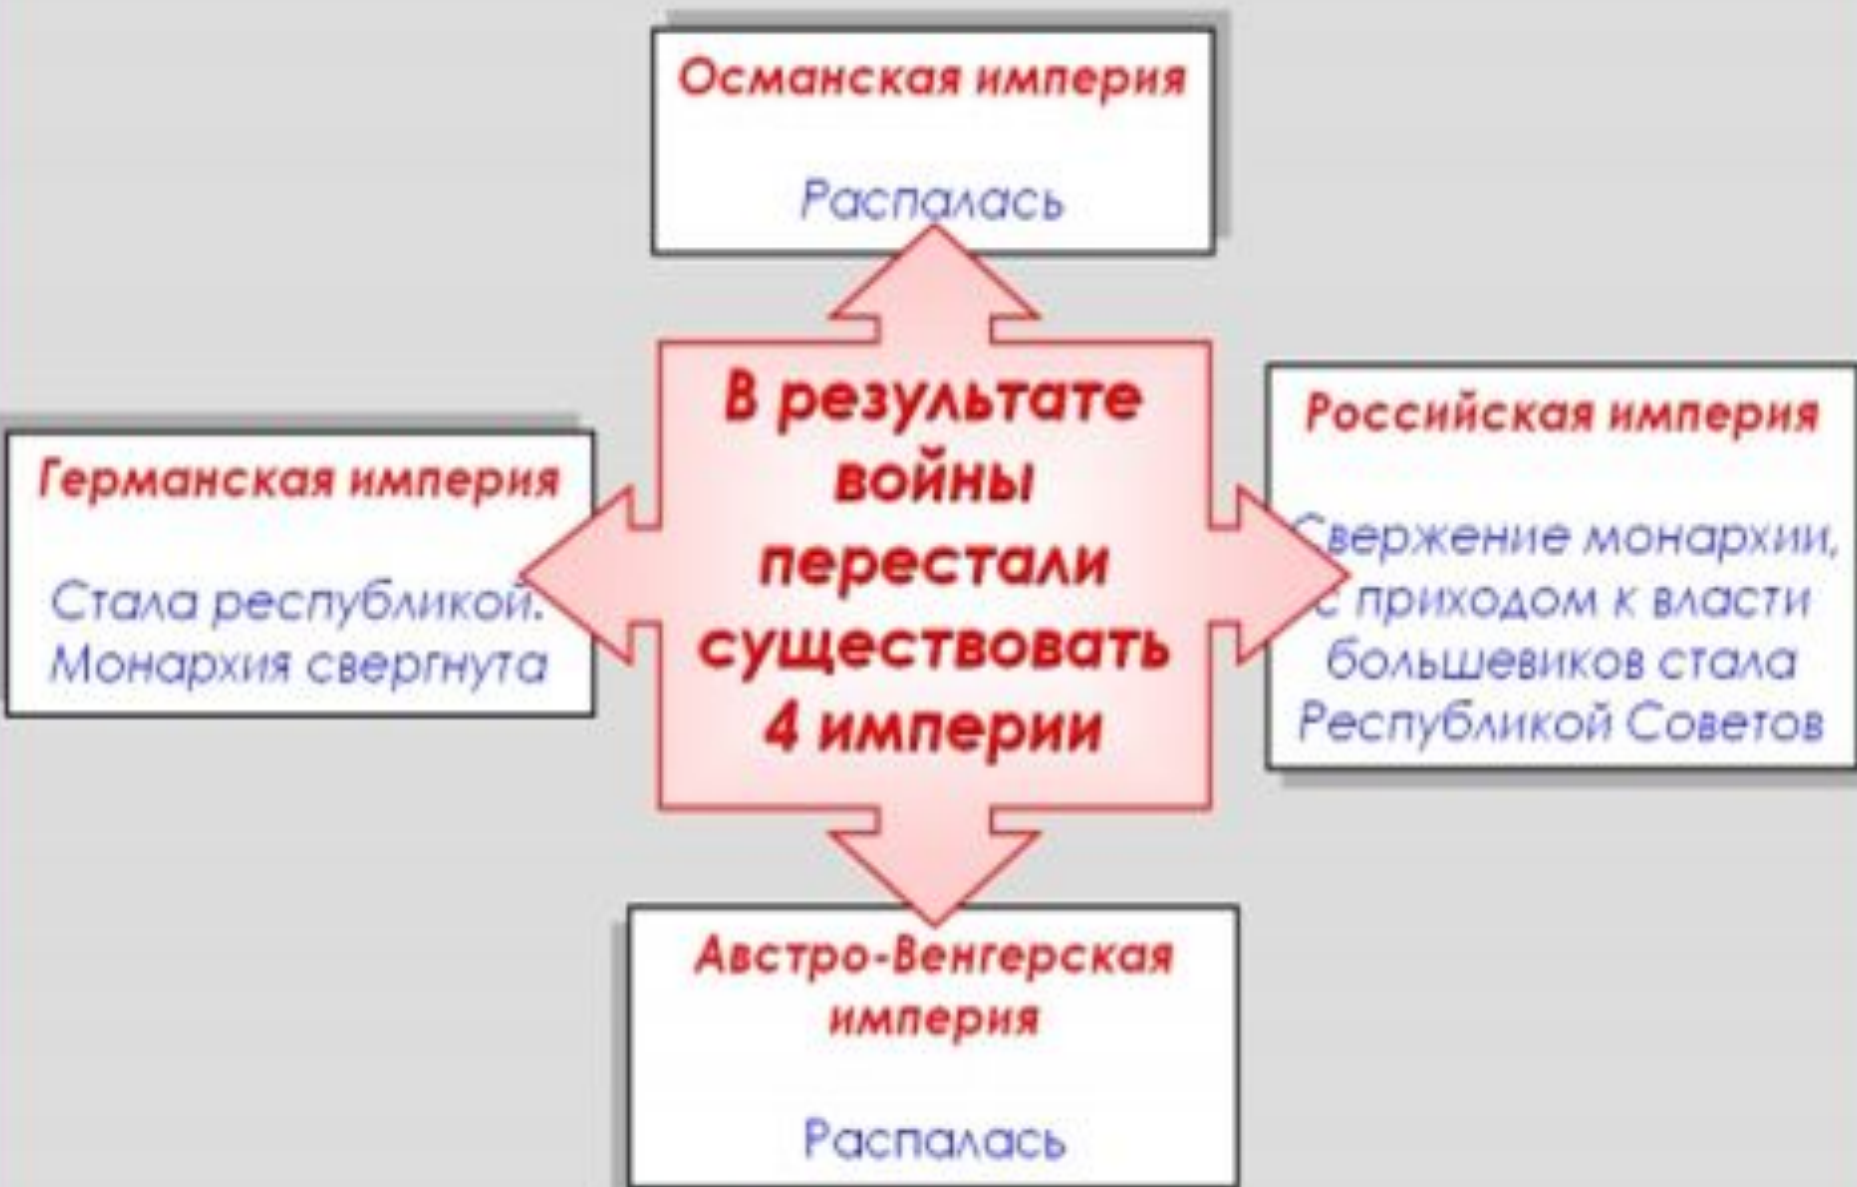 Османская империя
Распалась
В результате
войны
перестали
существовать
4 империи
Германская империя
Стала республикой.
Монархия свергнута
Российская империя
Свержение монархии,
с приходом к власти
большевиков стала
Республикой Советов
Австро-Венгерская
империя
Распалась